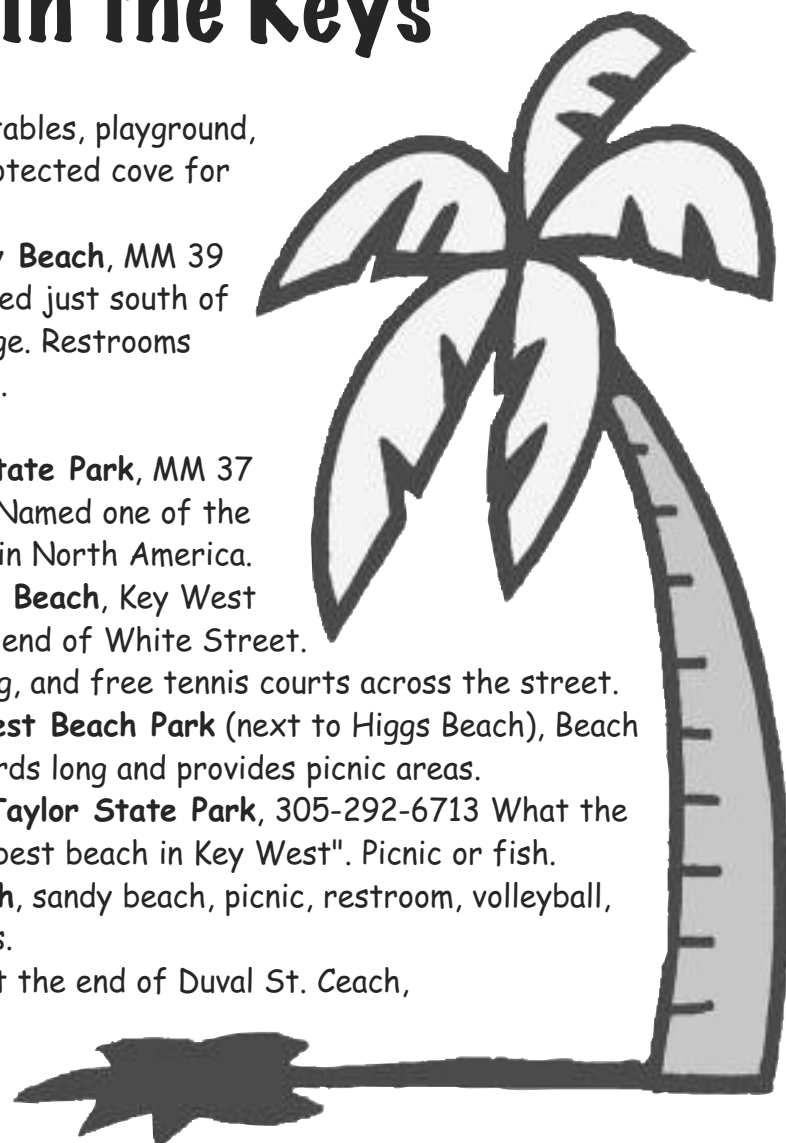 in the Keys
tables, playground,
otected cove for
y Beach, MM 39
ed just south of
ge. Restrooms
.
tate Park, MM 37
Named one of the
in North America.
Beach, Key West
end of White Street.
g, and free tennis courts across the street.
est Beach Park (next to Higgs Beach), Beach
rds long and provides picnic areas.
Taylor State Park, 305-292-6713 What the
best beach in Key West". Picnic or fish.
h, sandy beach, picnic, restroom, volleyball,
s.
t the end of Duval St. Ceach,